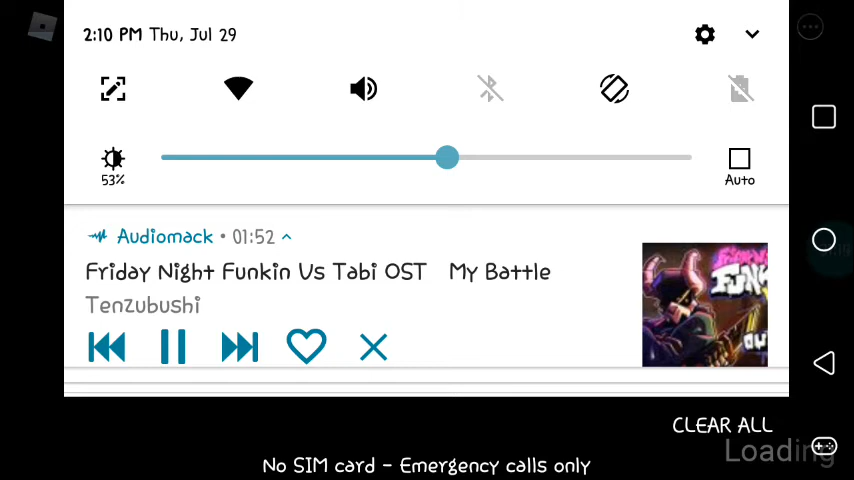 2:10 PM Thu, Jul 29
53%
Auto
Audiomack • 01:52
Friday Night Funkin Vs Tabi OST My Battle
Tenzubushi
CLEAR ALL
Loading
No SIM card – Emergency calls only